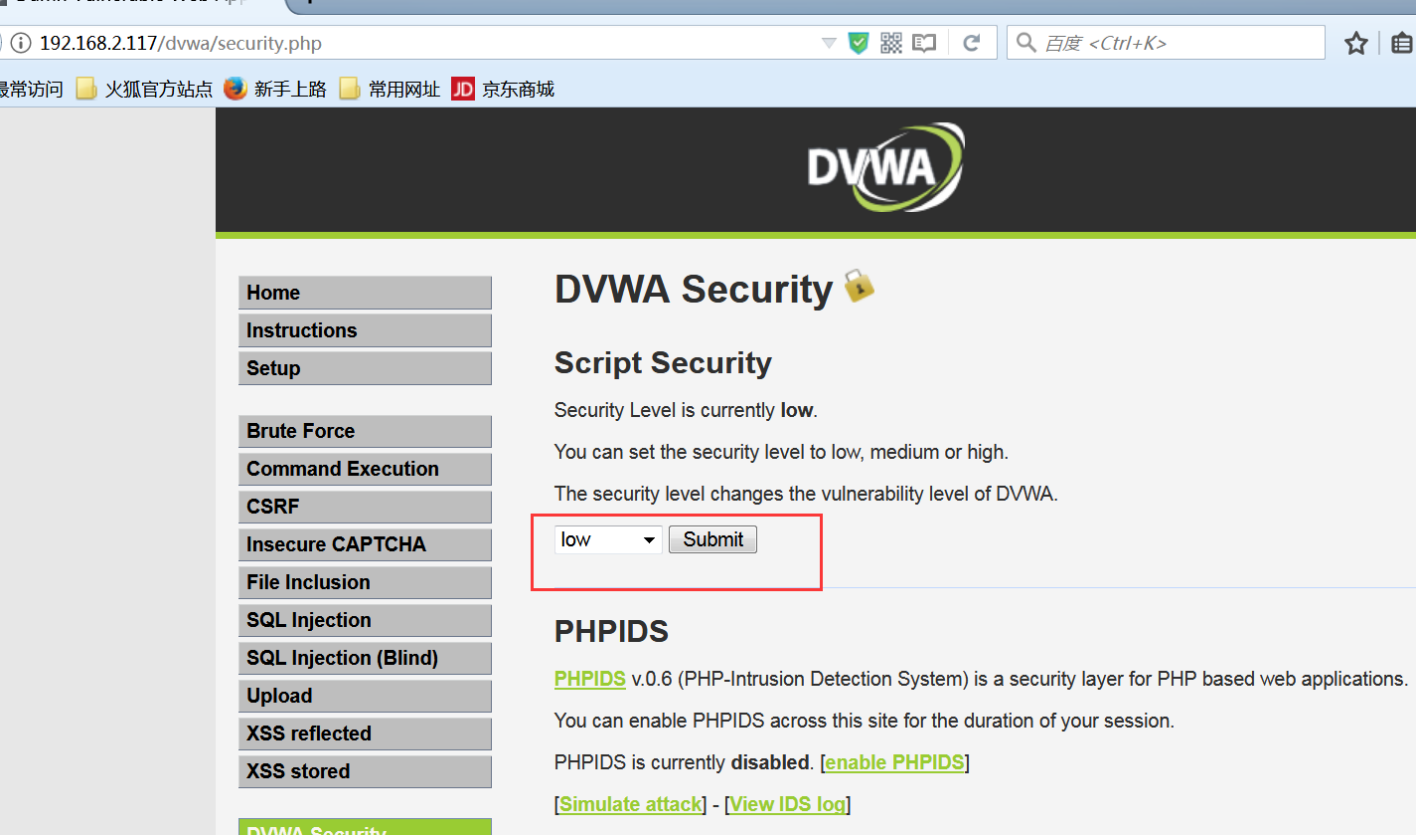 192.168.2.117/dvwa/security.php
百度 <Ctrl+K>
最常访问 火狐官方站点 新手上路 常用网址 JD 京东商城
DVWA
Home
Instructions
Setup
Brute Force
Command Execution
CSRF
Insecure CAPTCHA
File Inclusion
SQL Injection
SQL Injection (Blind)
Upload
XSS reflected
XSS stored
DVWA Security
DVWA Security
Script Security
Security Level is currently low.
You can set the security level to low, medium or high.
The security level changes the vulnerability level of DVWA.
low Submit
PHPIDS
PHPIDS v.0.6 (PHP-Intrusion Detection System) is a security layer for PHP based web applications.
You can enable PHPIDS across this site for the duration of your session.
PHPIDS is currently disabled. [enable PHPIDS]
[Simulate attack] - [View IDS log]